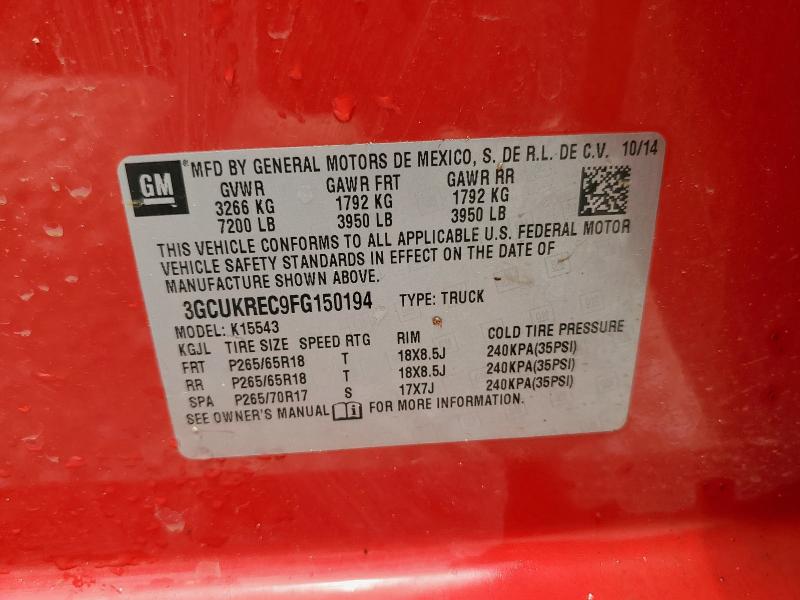 GM ® MFD BY GENERAL MOTORS DE MEXICO, S. DE R.L. DE C.V. 10/14
GVWR GAWR FRT GAWR RR
3266 KG 1792 KG 1792 KG
7200 LB 3950 LB 3950 LB
THIS VEHICLE CONFORMS TO ALL APPLICABLE U.S. FEDERAL MOTOR
VEHICLE SAFETY STANDARDS IN EFFECT ON THE DATE OF
MANUFACTURE SHOWN ABOVE.
3GCUKREC9FG150194 TYPE: TRUCK
MODEL: K15543
KGJL TIRE SIZE SPEED RTG RIM COLD TIRE PRESSURE
FRT P265/65R18 T 18X8.5J 240KPA(35PSI)
RR P265/65R18 T 18X8.5J 240KPA(35PSI)
SPA P265/70R17 S 17X7J 240KPA(35PSI)
SEE OWNER'S MANUAL FOR MORE INFORMATION.